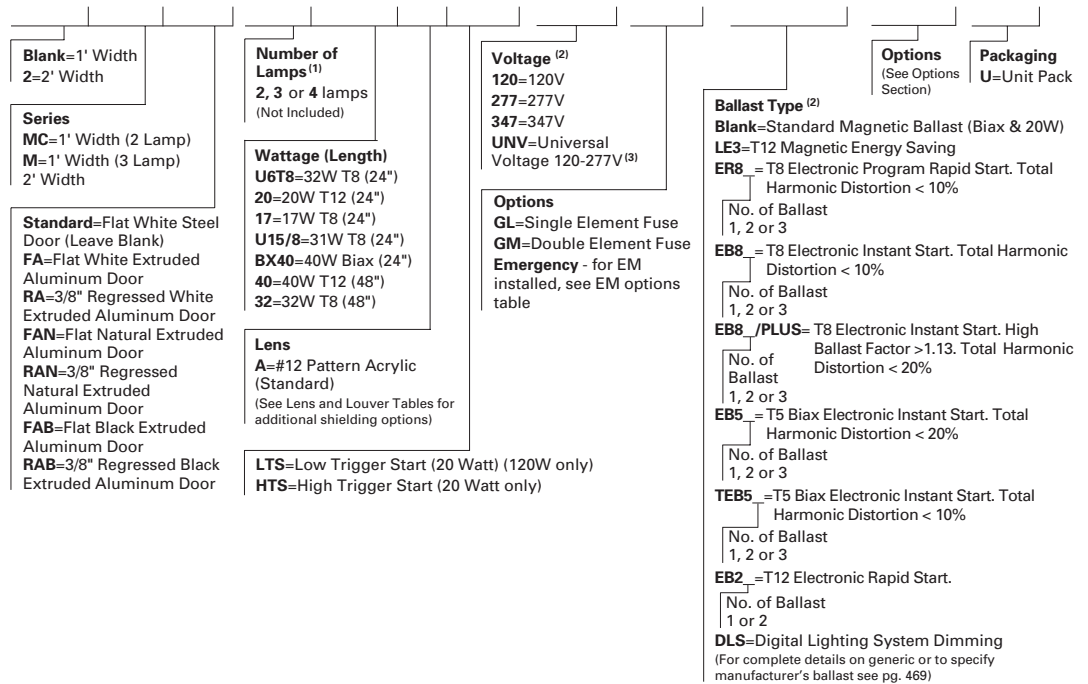 Blank=1' Width
2=2' Width
Series
MC=1' Width (2 Lamp)
M=1' Width (3 Lamp)
2' Width
Standard=Flat White Steel
Door (Leave Blank)
FA=Flat White Extruded
Aluminum Door
RA=3/8" Regressed White
Extruded Aluminum Door
FAN=Flat Natural Extruded
Aluminum Door
RAN=3/8" Regressed
Natural Extruded
Aluminum Door
FAB=Flat Black Extruded
Aluminum Door
RAB=3/8" Regressed Black
Extruded Aluminum Door
Number of
Lamps (1)
2, 3 or 4 lamps
(Not Included)
Wattage (Length)
U6T8=32W T8 (24")
20=20W T12 (24")
17=17W T8 (24")
U15/8=31W T8 (24")
BX40=40W Biax (24")
40=40W T12 (48")
32=32W T8 (48")
Lens
A=#12 Pattern Acrylic
(Standard)
(See Lens and Louver Tables for
additional shielding options)
LTS=Low Trigger Start (20 Watt) (120W only)
HTS=High Trigger Start (20 Watt only)
Voltage (2)
120=120V
277=277V
347=347V
UNV=Universal
Voltage 120-277V(3)
Options
GL=Single Element Fuse
GM=Double Element Fuse
Emergency - for EM
installed, see EM options
table
Ballast Type (2)
Blank=Standard Magnetic Ballast (Biax & 20W)
LE3=T12 Magnetic Energy Saving
ER8_=T8 Electronic Program Rapid Start. Total
Harmonic Distortion < 10%
No. of Ballast
1, 2 or 3
EB8_=T8 Electronic Instant Start. Total Harmonic
Distortion < 10%
No. of Ballast
1, 2 or 3
EB8_/PLUS=T8 Electronic Instant Start. High
Ballast Factor >1.13. Total Harmonic
Distortion < 20%
No. of
Ballast
1, 2 or 3
EB5_=T5 Biax Electronic Instant Start. Total
Harmonic Distortion < 20%
No. of Ballast
1, 2 or 3
TEB5_=T5 Biax Electronic Instant Start. Total
Harmonic Distortion < 10%
No. of Ballast
1, 2 or 3
EB2_=T12 Electronic Rapid Start.
No. of Ballast
1 or 2
DLS=Digital Lighting System Dimming
(For complete details on generic or to specify
manufacturer's ballast see pg. 469)
Options
(See Options
Section)
Packaging
U=Unit Pack